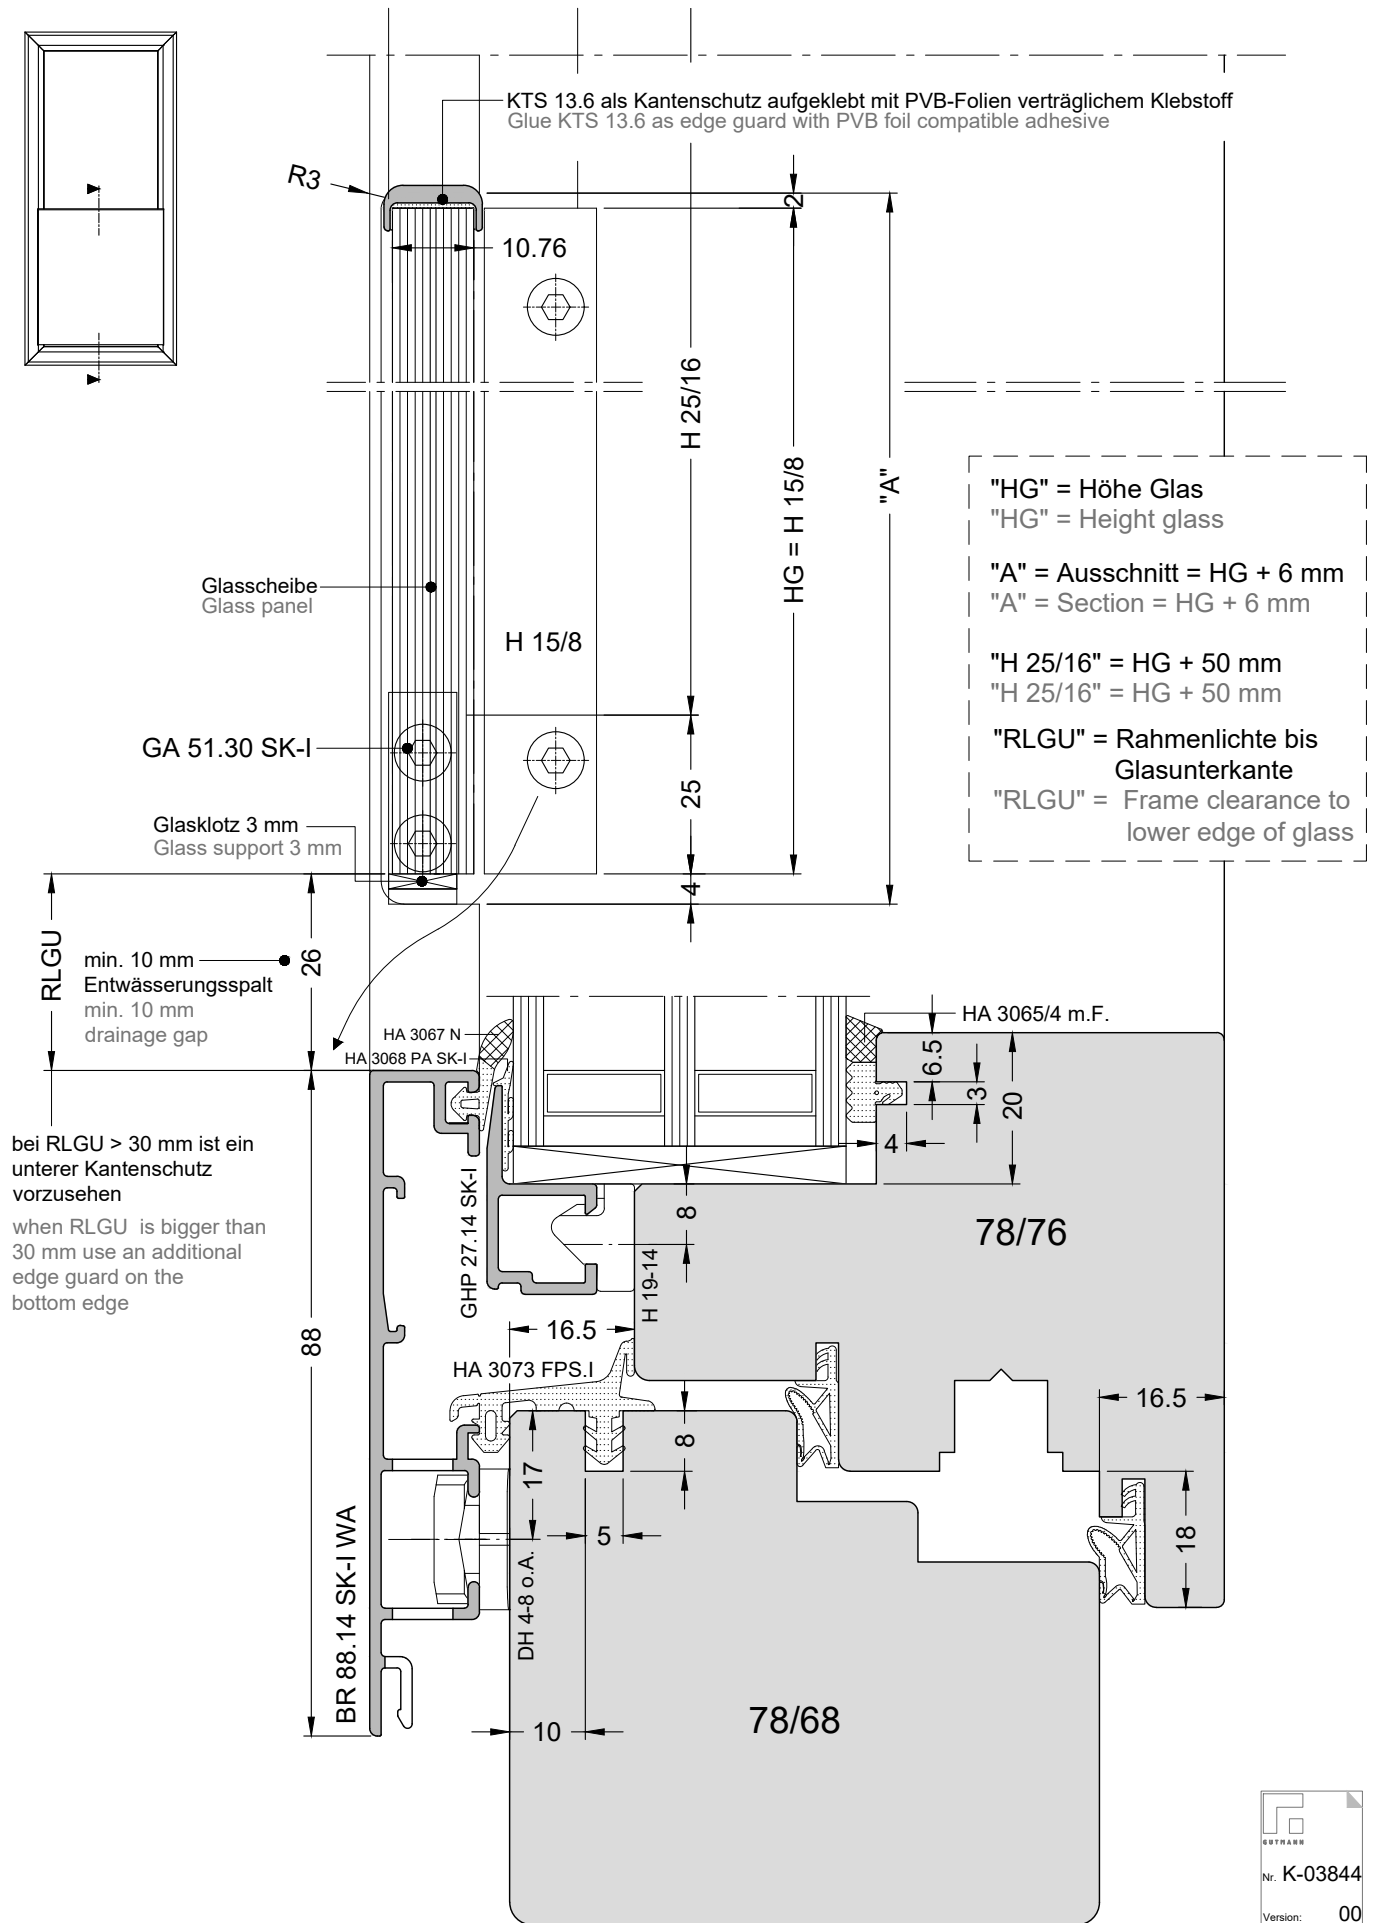 KTS 13.6 als Kantenschutz aufgeklebt mit PVB-Folien verträglichem Klebstoff
Glue KTS 13.6 as edge guard with PVB foil compatible adhesive
R3
2
10.76
H 25/16
HG = H 15/8
"A"
"HG" = Höhe Glas
"HG" = Height glass
"A" = Ausschnitt = HG + 6 mm
"A" = Section = HG + 6 mm
"H 25/16" = HG + 50 mm
"H 25/16" = HG + 50 mm
"RLGU" = Rahmenlichte bis
Glasunterkante
"RLGU" = Frame clearance to
lower edge of glass
Glasscheibe
Glass panel
H 15/8
GA 51.30 SK-I
25
Glasklotz 3 mm
Glass support 3 mm
4
RLGU
26
min. 10 mm
Entwässerungsspalt
min. 10 mm
drainage gap
HA 3067 N
HA 3068 PA SK-I
HA 3065/4 m.F.
6.5
3
20
4
bei RLGU > 30 mm ist ein
unterer Kantenschutz
vorzusehen
when RLGU is bigger than
30 mm use an additional
edge guard on the
bottom edge
GHP 27.14 SK-I
8
H 19-14
78/76
88
16.5
HA 3073 FPS.I
16.5
8
17
5
18
BR 88.14 SK-I WA
DH 4-8 o.A.
10
78/68
GUTMANN
Nr. K-03844
Version: 00